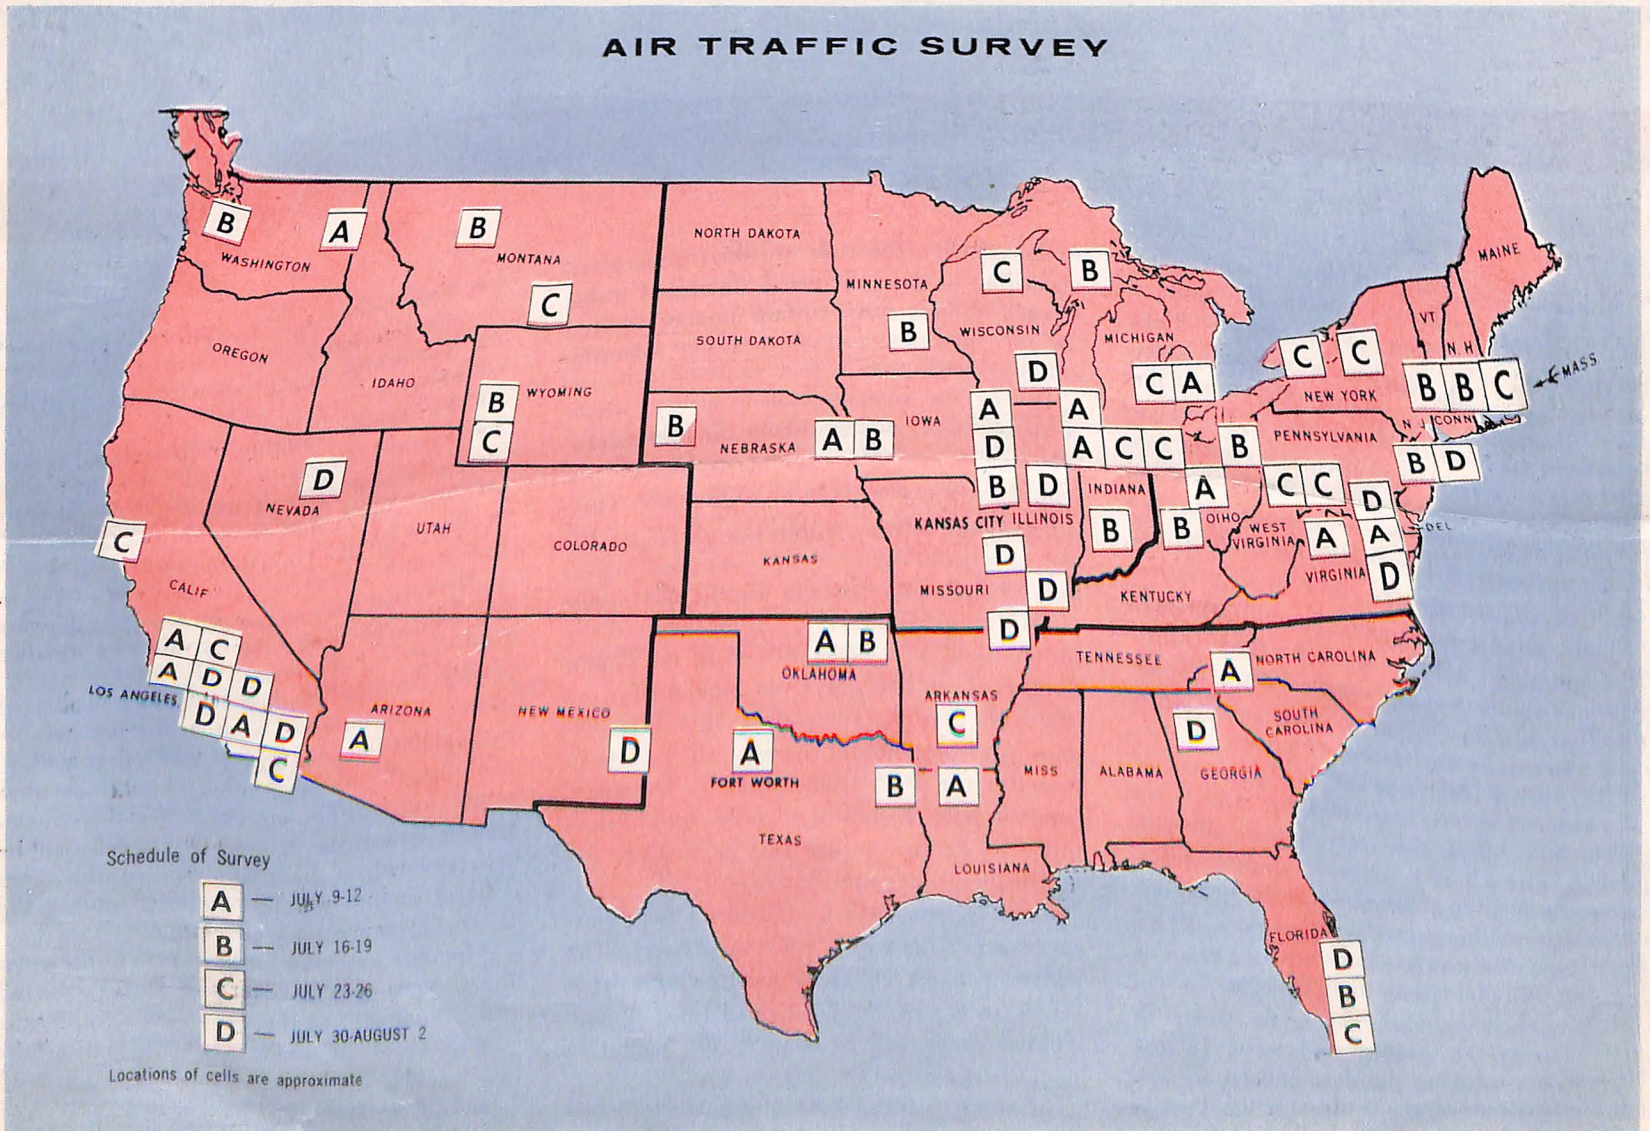 AIR TRAFFIC SURVEY
MAINE
B
A
B
WASHINGTON
MONTANA
NORTH DAKOTA
VT
N H
C
B
MINNESOTA
C
B
WISCONSIN
MICHIGAN
OREGON
SOUTH DAKOTA
C
C
MASS
IDAHO
WYOMING
B
C
D
C
A
NEW YORK
B
B
C
B
NEBRASKA
A
B
IOWA
A
A
N J
CONN
D
A
C
C
B
PENNSYLVANIA
B
D
D
NEVADA
B
D
INDIANA
A
C
C
D
C
UTAH
COLORADO
KANSAS
KANSAS CITY
ILLINOIS
B
B
OIHO
WEST
VIRGINIA
A
A
DEL
CALIF
D
MISSOURI
D
KENTUCKY
VIRGINIA
D
A
C
A
D
D
LOS ANGELES
D
A
D
C
ARIZONA
A
NEW MEXICO
D
A
B
OKLAHOMA
D
TENNESSEE
A
NORTH CAROLINA
ARKANSAS
C
A
FORT WORTH
D
SOUTH
CAROLINA
B
A
MISS
ALABAMA
GEORGIA
TEXAS
LOUISIANA
FLORIDA
D
B
C
Schedule of Survey
A — JULY 9-12
B — JULY 16-19
C — JULY 23-26
D — JULY 30-AUGUST 2
Locations of cells are approximate